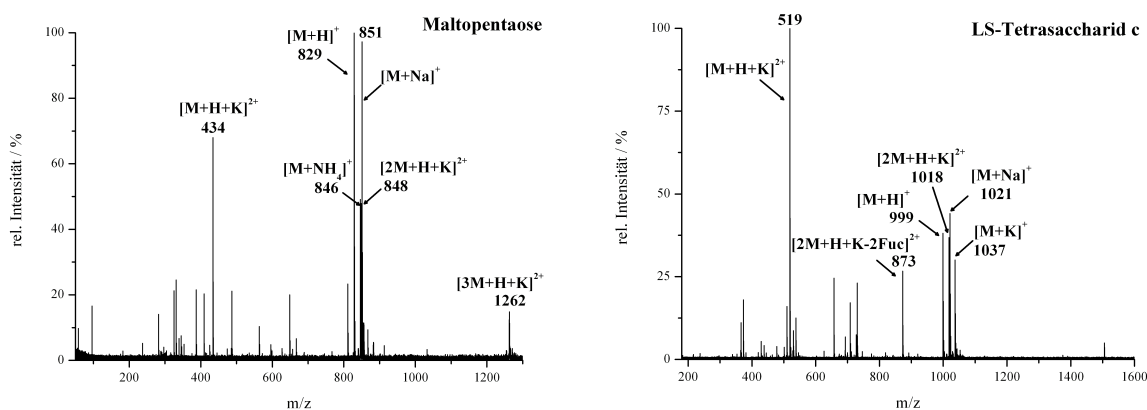 Maltopentaose
[M+H]⁺
829
851
[M+Na]⁺
[M+H+K]²⁺
434
[M+NH₄]⁺
846
[2M+H+K]²⁺
848
[3M+H+K]²⁺
1262
rel. Intensität / %
100
80
60
40
20
0
200 400 600 800 1000 1200
m/z
LS-Tetrasaccharid c
519
[M+H+K]²⁺
[2M+H+K]²⁺
1018
[M+Na]⁺
1021
[M+H]⁺
999
[M+K]⁺
1037
[2M+H+K-2Fuc]²⁺
873
rel. Intensität / %
100
75
50
25
0
200 400 600 800 1000 1200 1400 1600
m/z